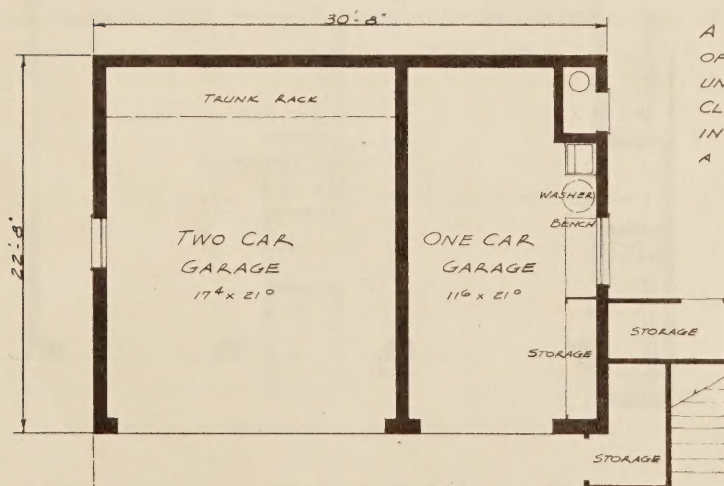 30'-8"
A
OF
UN
CL
IN
A
TRUNK RACK
WASHER
BENCH
22'-8"
TWO CAR
GARAGE
17⁴ x 21⁰
ONE CAR
GARAGE
11⁶ x 21⁰
STORAGE
STORAGE
STORAGE